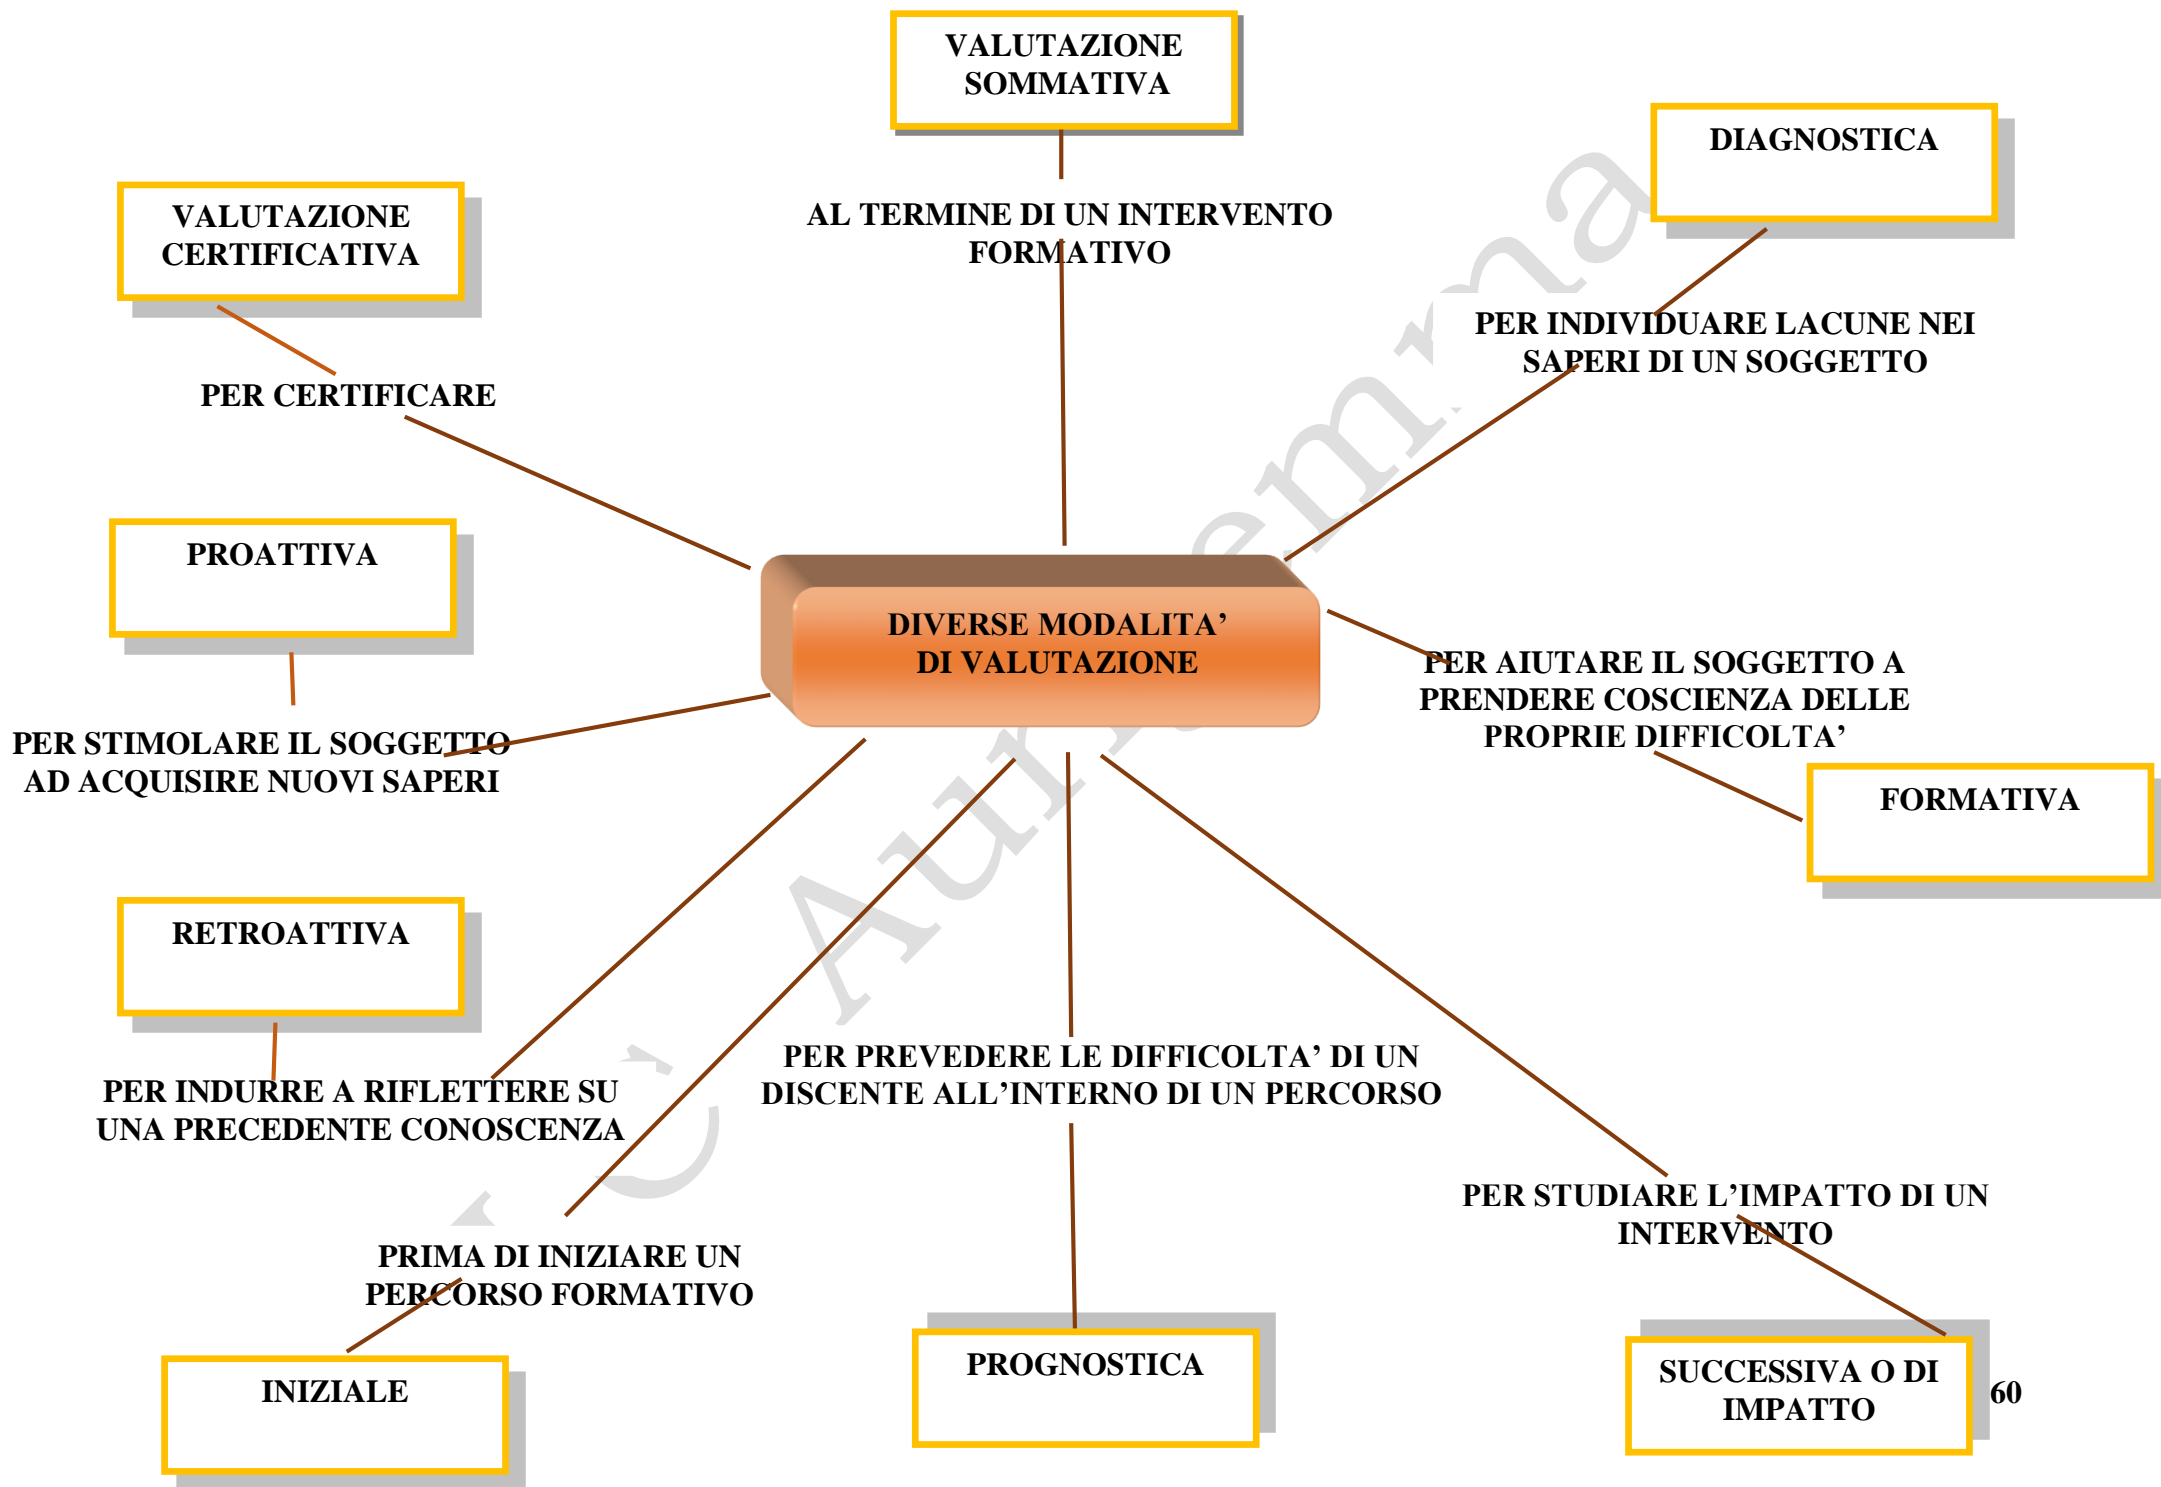 VALUTAZIONE
SOMMATIVA
DIAGNOSTICA
VALUTAZIONE
CERTIFICATIVA
AL TERMINE DI UN INTERVENTO
FORMATIVO
PER INDIVIDUARE LACUNE NEI
SAPERI DI UN SOGGETTO
PER CERTIFICARE
PROATTIVA
DIVERSE MODALITA’
DI VALUTAZIONE
PER AIUTARE IL SOGGETTO A
PRENDERE COSCIENZA DELLE
PROPRIE DIFFICOLTA’
PER STIMOLARE IL SOGGETTO
AD ACQUISIRE NUOVI SAPERI
FORMATIVA
RETROATTIVA
PER INDURRE A RIFLETTERE SU
UNA PRECEDENTE CONOSCENZA
PER PREVEDERE LE DIFFICOLTA’ DI UN
DISCENTE ALL’INTERNO DI UN PERCORSO
PER STUDIARE L’IMPATTO DI UN
INTERVENTO
PRIMA DI INIZIARE UN
PERCORSO FORMATIVO
INIZIALE
PROGNOSTICA
SUCCESSIVA O DI
IMPATTO
60